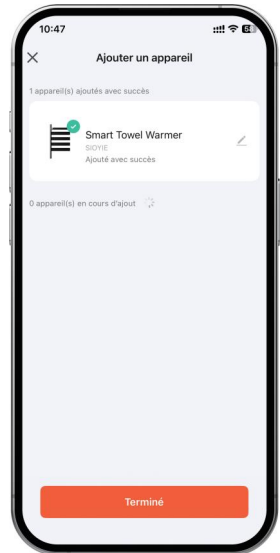 10:47
Ajouter un appareil
1 appareil(s) ajoutés avec succès
Smart Towel Warmer
SIOYIE
Ajouté avec succès
0 appareil(s) en cours d'ajout
Terminé